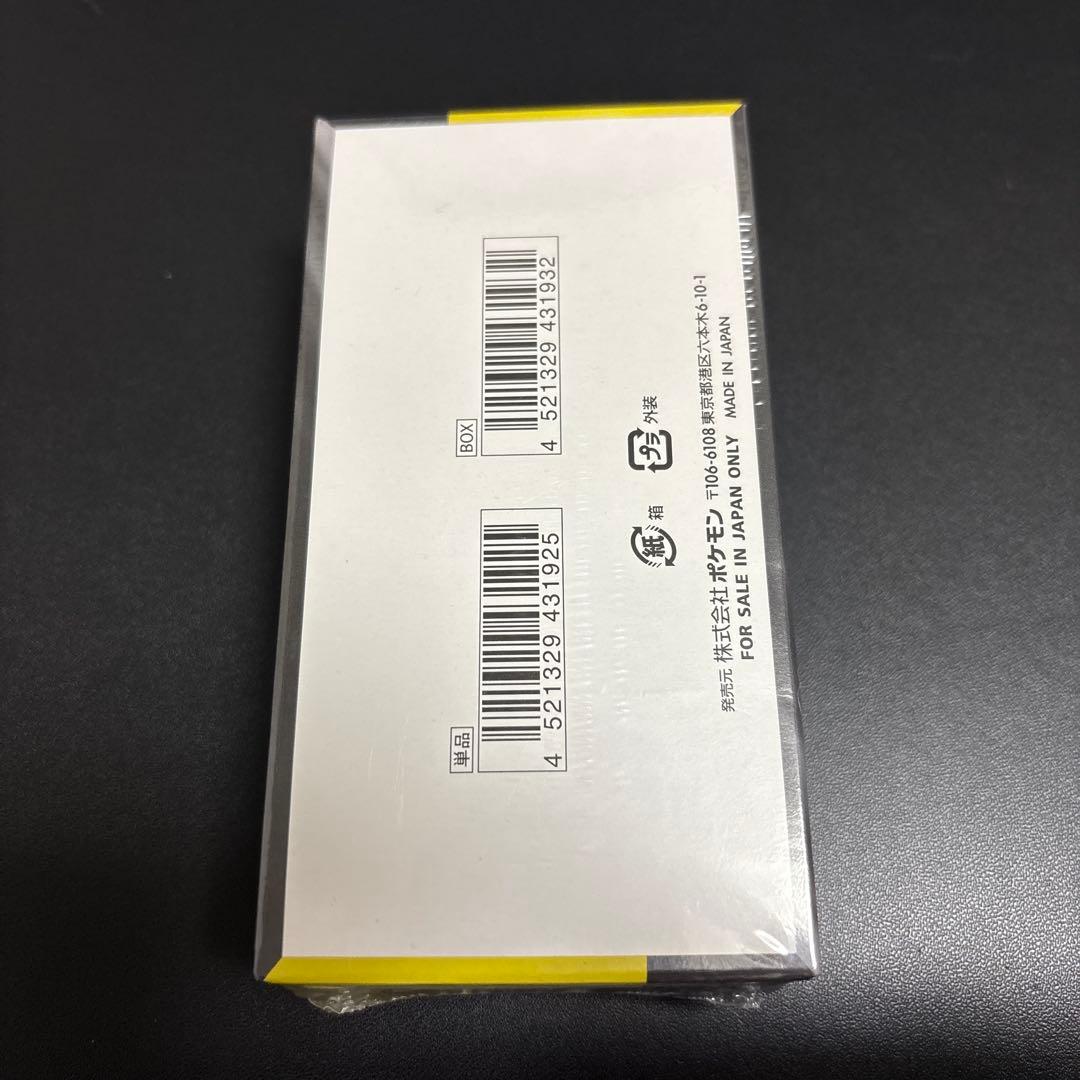 単品
4 521329 431925
BOX
4 521329 431932
紙 箱
プラ 外装
発売元 株式会社 ポケモン 〒106-6108 東京都港区六本木6-10-1
FOR SALE IN JAPAN ONLY MADE IN JAPAN